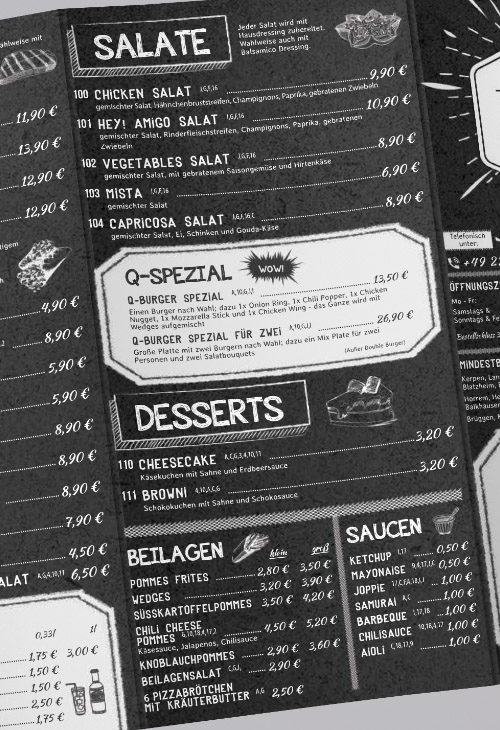 ahlweise mit
11,90 €
13,90 €
12,90 €
12,90 €
4,90 €
8,90 €
5,90 €
5,90 €
8,90 €
8,90 €
8,90 €
7,90 €
4,50 €
ALAT A,G,4,10,11 6,50 €
0,33l 1l
1,75 € 3,00 €
1,50 €
1,50 €
2,50 €
1,75 €
SALATE
Jeder Salat wird mit
Hausdressing zubereitet.
Wahlweise auch mit
Balsamico Dressing.
100 CHICKEN SALAT 9,90 €
gemischter Salat, Hähnchenbruststreifen, Champignons, Paprika, gebratenen Zwiebeln
101 HEY! AMIGO SALAT 10,90 €
gemischter Salat, Rinderfleischstreifen, Champignons, Paprika, gebratenen
Zwiebeln
102 VEGETABLES SALAT 8,90 €
gemischter Salat, mit gebratenem Saisongemüse und Hirtenkäse
103 MISTA 6,90 €
gemischter Salat
104 CAPRICOSA SALAT 8,90 €
gemischter Salat, Ei, Schinken und Gouda-Käse
Q-SPEZIAL WOW!
Q-BURGER SPEZIAL 13,50 €
Einen Burger nach Wahl; dazu 1x Onion Ring, 1x Chili Popper, 1x Chicken
Nugget, 1x Mozzarella Stick und 1x Chicken Wing - das Ganze wird mit
Wedges aufgemischt
Q-BURGER SPEZIAL FÜR ZWEI 26,90 €
Große Platte mit zwei Burgern nach Wahl; dazu ein Mix Plate für zwei
Personen und zwei Salatbouquets (Außer Double Burger)
DESSERTS
110 CHEESECAKE A,C,G,3,4,10,11 3,20 €
Käsekuchen mit Sahne und Erdbeersauce
111 BROWNI 3,20 €
Schokokuchen mit Sahne und Schokosauce
BEILAGEN klein groß
POMMES FRITES 2,80 € 3,50 €
WEDGES 3,20 € 3,90 €
SÜSSKARTOFFELPOMMES 3,50 € 4,20 €
CHILI CHEESE
POMMES 4,50 € 5,20 €
Käsesauce, Jalapenos, Chilisauce
KNOBLAUCHPOMMES 2,90 € 3,60 €
BEILAGENSALAT 2,90 €
6 PIZZABRÖTCHEN
MIT KRÄUTERBUTTER A,G 2,50 €
SAUCEN
KETCHUP 0,50 €
MAYONAISE 0,50 €
JOPPIE 1,00 €
SAMURAI 1,00 €
BARBEQUE 1,00 €
CHILISAUCE 1,00 €
AIOLI 1,00 €
Telefonisch
unter:
+49 2
ÖFFNUNGSZ
Mo - Fr:
Samstags &
Sonntags & Fe
MINDESTB
Kerpen, Lan
Blatzheim,
Horrem, He
Balkhause
Brüggen,